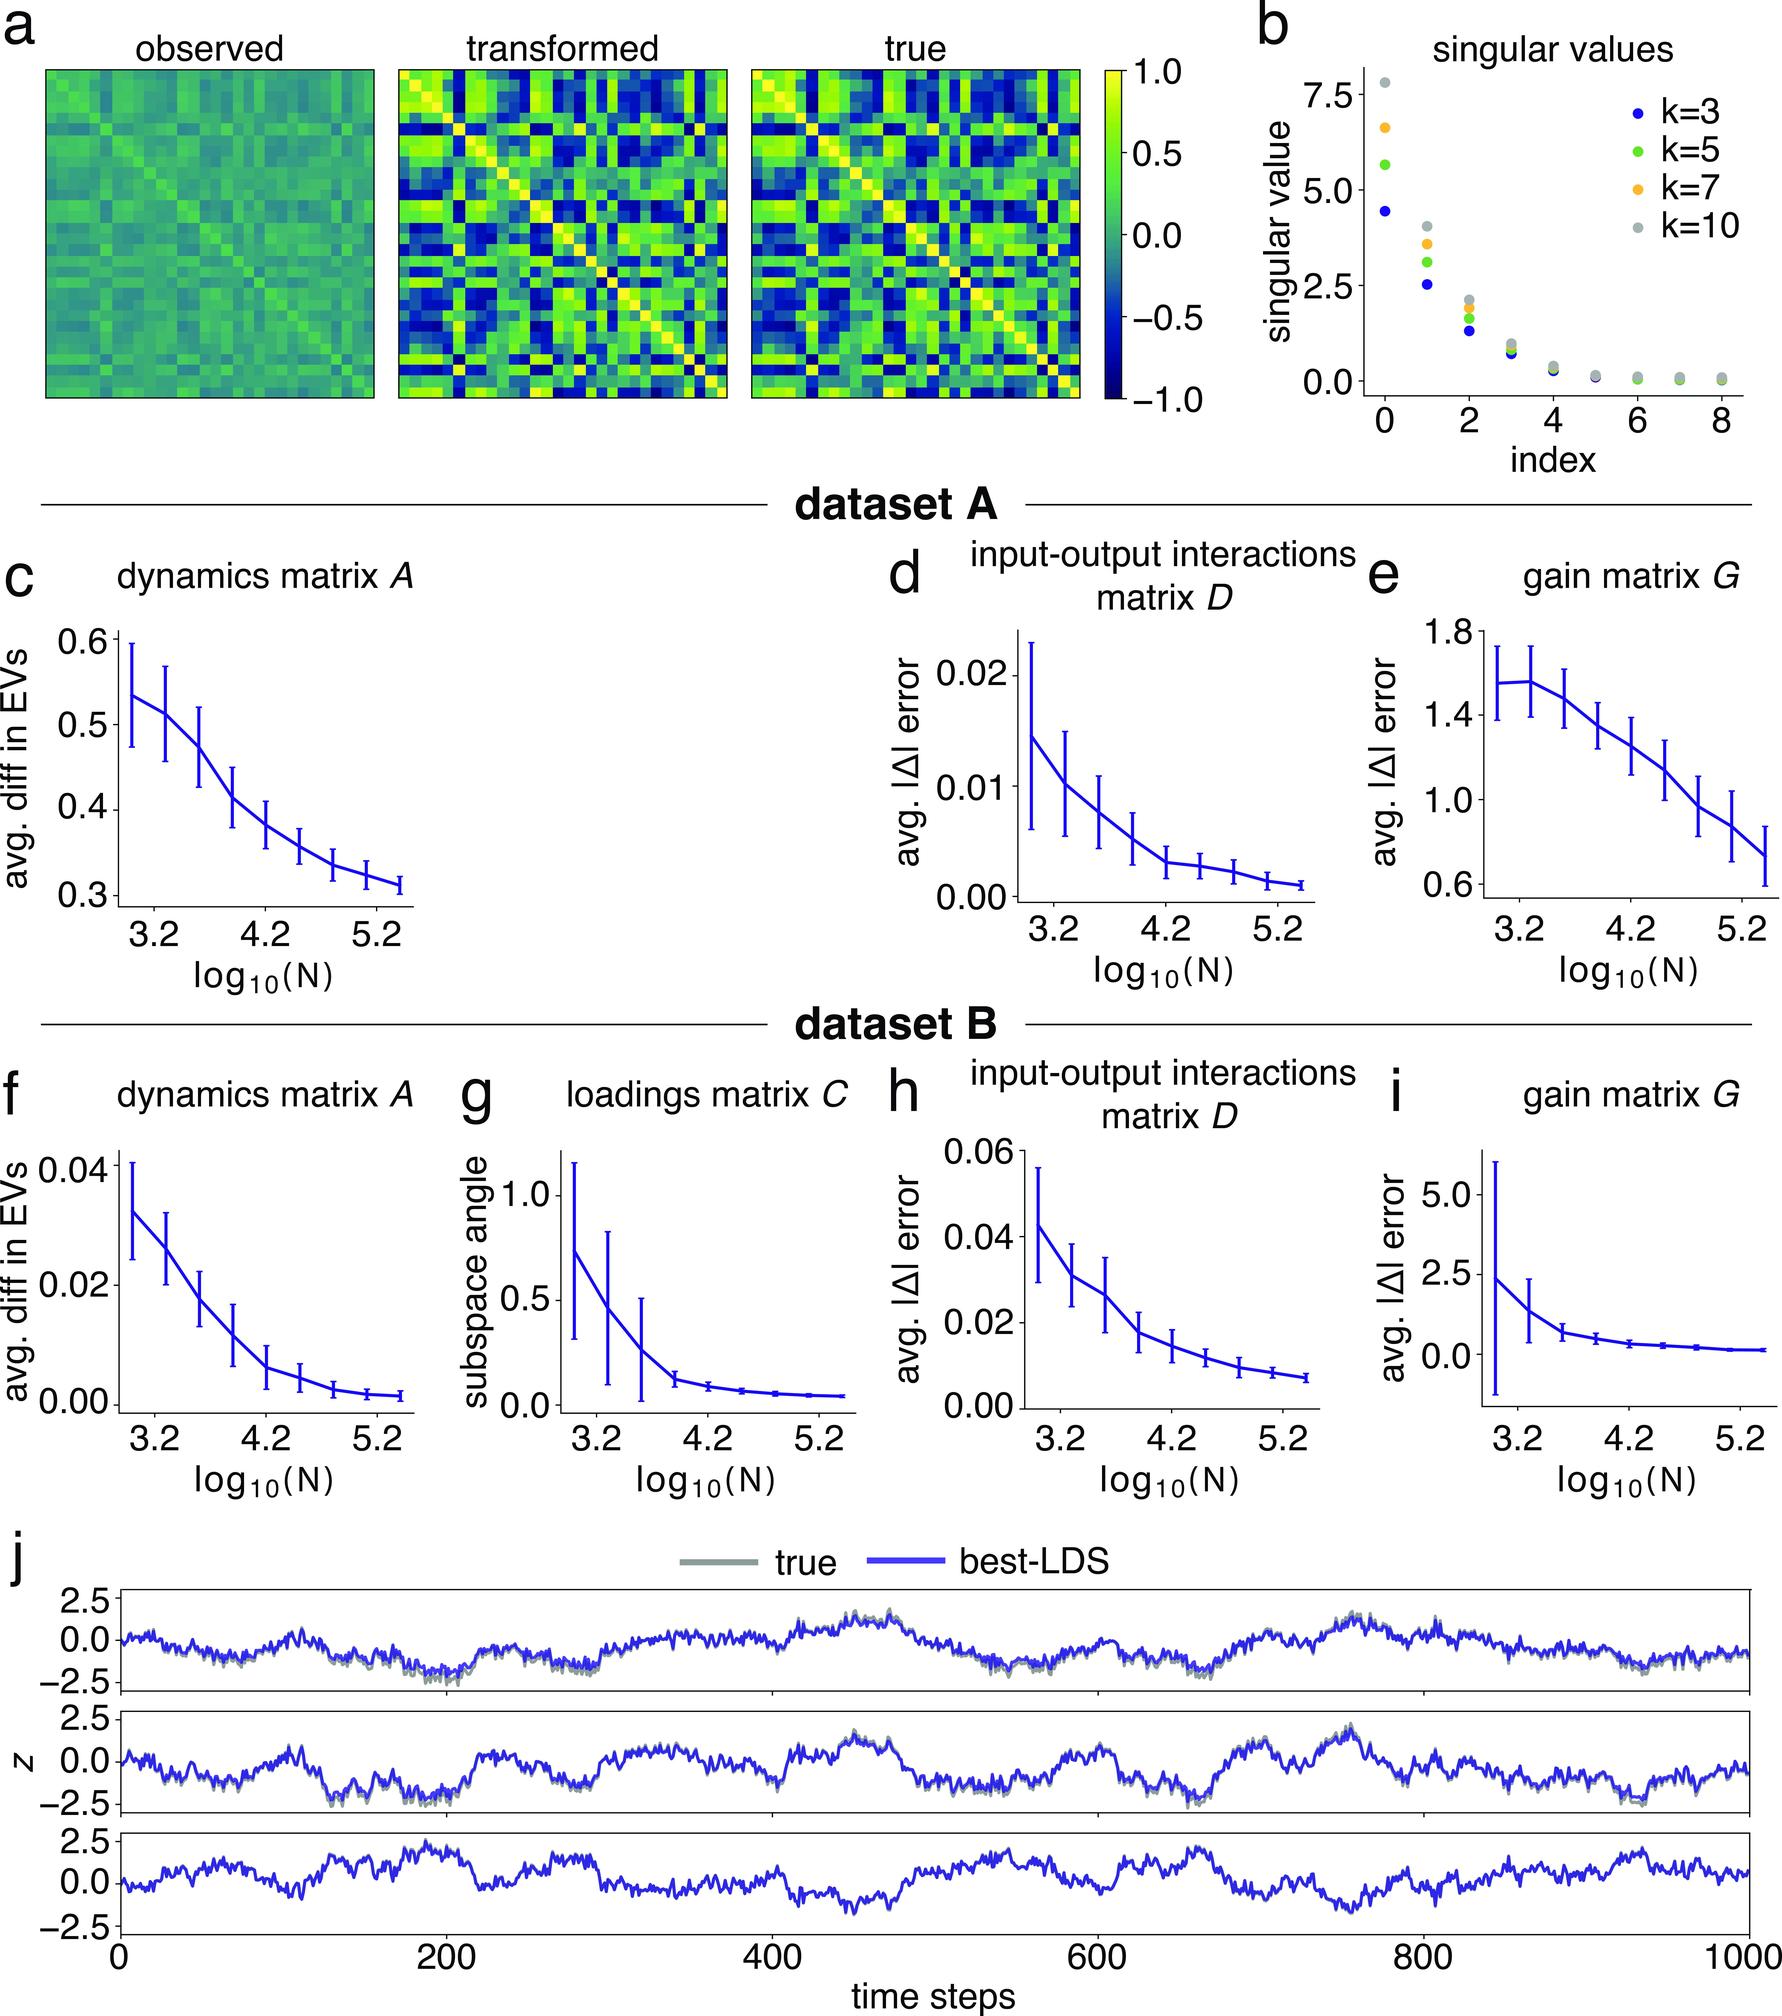 a
observed
transformed
true
1.0
0.5
0.0
−0.5
−1.0
b
singular values
singular value
7.5
5.0
2.5
0.0
k=3
k=5
k=7
k=10
0 2 4 6 8
index
dataset A
c
dynamics matrix A
avg. diff in EVs
0.6
0.5
0.4
0.3
3.2 4.2 5.2
log10(N)
d
input-output interactions
matrix D
avg. |Δ| error
0.02
0.01
0.00
3.2 4.2 5.2
log10(N)
e
gain matrix G
avg. |Δ| error
1.8
1.4
1.0
0.6
3.2 4.2 5.2
log10(N)
dataset B
f
dynamics matrix A
avg. diff in EVs
0.04
0.02
0.00
3.2 4.2 5.2
log10(N)
g
loadings matrix C
subspace angle
1.0
0.5
0.0
3.2 4.2 5.2
log10(N)
h
input-output interactions
matrix D
avg. |Δ| error
0.06
0.04
0.02
0.00
3.2 4.2 5.2
log10(N)
i
gain matrix G
avg. |Δ| error
5.0
2.5
0.0
3.2 4.2 5.2
log10(N)
j
true
best-LDS
2.5
0.0
−2.5
z
2.5
0.0
−2.5
2.5
0.0
−2.5
0 200 400 600 800 1000
time steps